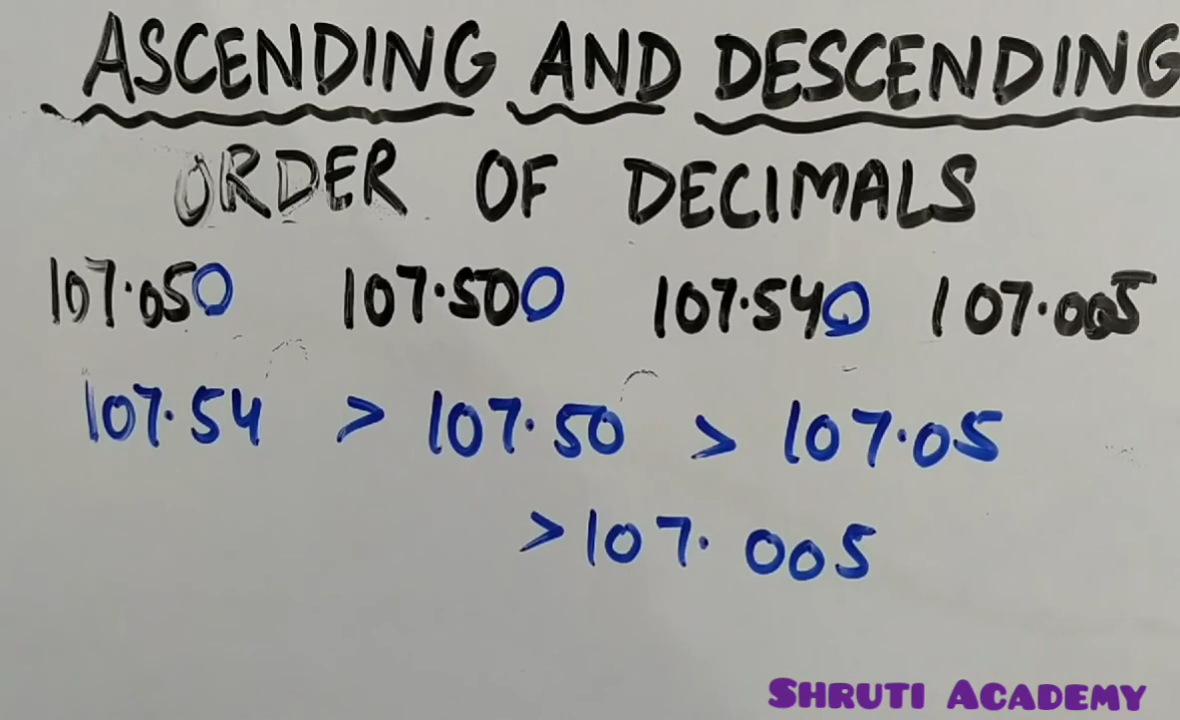 ASCENDING AND DESCENDING
ORDER OF DECIMALS
107.050 107.500 107.540 107.005
107.54 > 107.50 > 107.05
> 107.005
SHRUTI ACADEMY